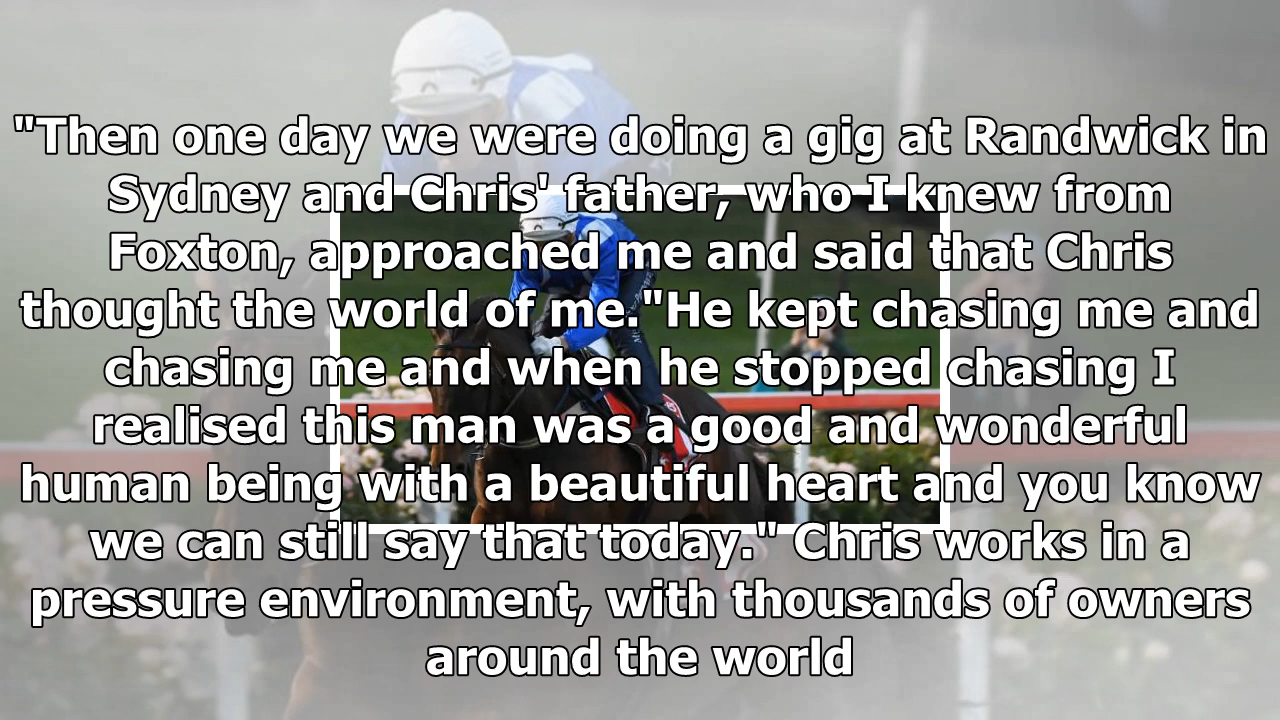 "Then one day we were doing a gig at Randwick in
Sydney and Chris' father, who I knew from
Foxton, approached me and said that Chris
thought the world of me."He kept chasing me and
chasing me and when he stopped chasing I
realised this man was a good and wonderful
human being with a beautiful heart and you know
we can still say that today." Chris works in a
pressure environment, with thousands of owners
around the world